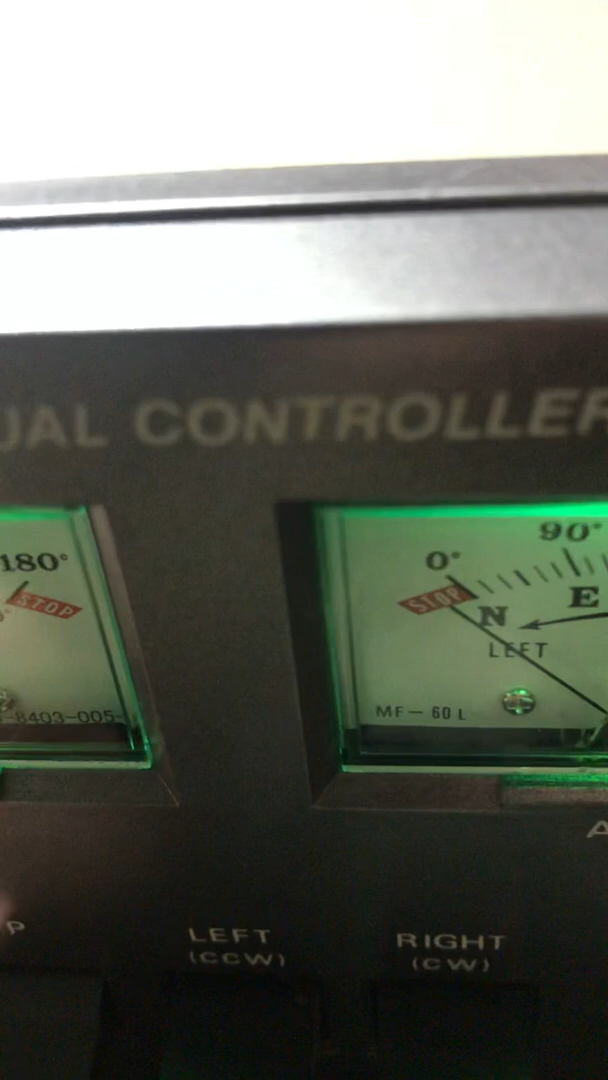 UAL CONTROLLER
180°
STOP
-8403-005-
0° 90°
STOP N E
LEFT
MF-60L
LEFT
(CCW)
RIGHT
(CW)
P
A